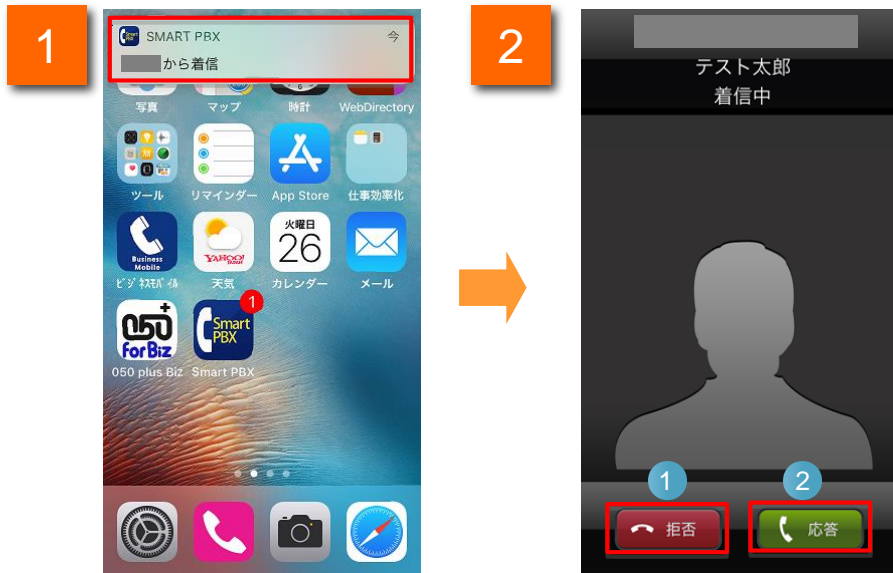 1
SMART PBX 今
から着信
写真 マップ 時計 WebDirectory
ツール リマインダー App Store 仕事効率化
火曜日
26
Business
Mobile
YAHOO!
JAPAN
ビジネスモバイル 天気 カレンダー メール
1
050+
for Biz
Smart
PBX
050 plus Biz Smart PBX
2
テスト太郎
着信中
1
2
拒否
応答